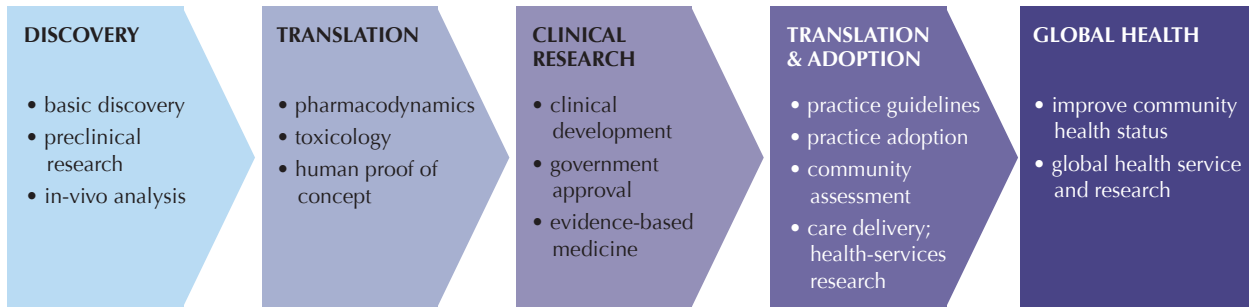 DISCOVERY
• basic discovery
• preclinical
research
• in-vivo analysis
TRANSLATION
• pharmacodynamics
• toxicology
• human proof of
concept
CLINICAL
RESEARCH
• clinical
development
• government
approval
• evidence-based
medicine
TRANSLATION
& ADOPTION
• practice guidelines
• practice adoption
• community
assessment
• care delivery;
health-services
research
GLOBAL HEALTH
• improve community
health status
• global health service
and research